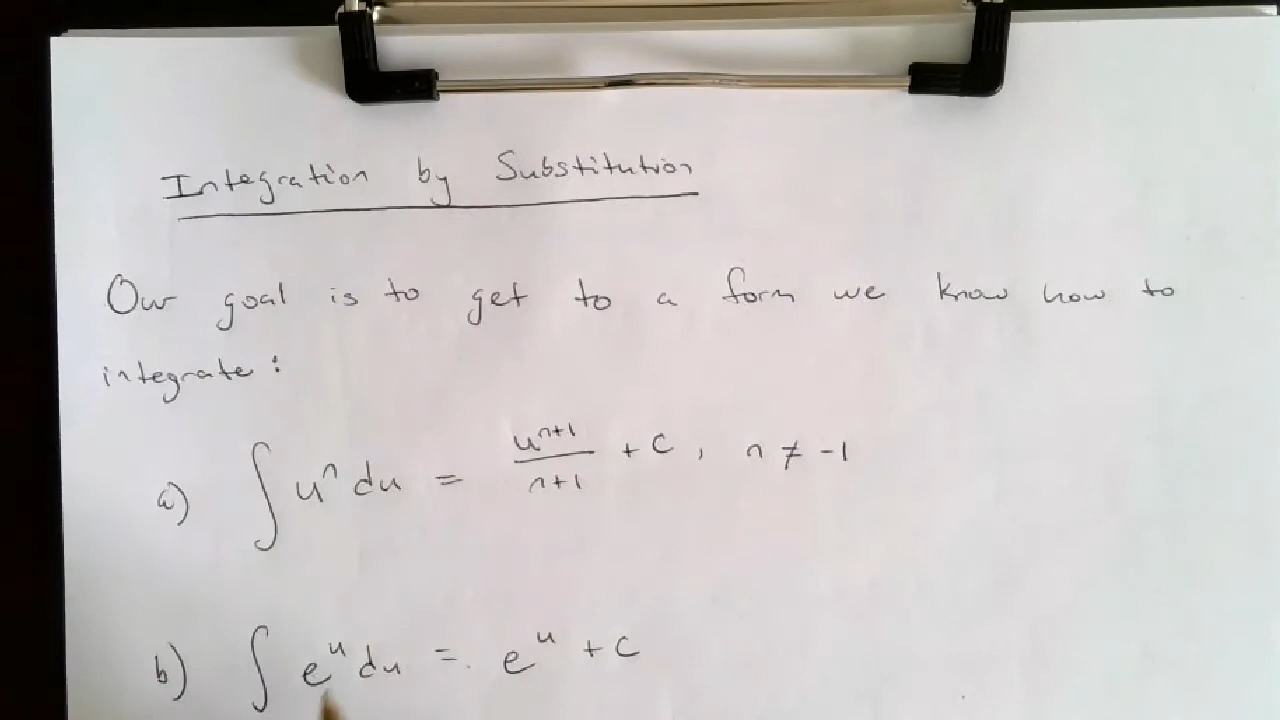 Integration by Substitution
Our goal is to get to a form we know how to
integrate:
a) ∫ uⁿ du = uⁿ⁺¹/n+1 + C, n ≠ -1
b) ∫ eᵘ du = eᵘ + C